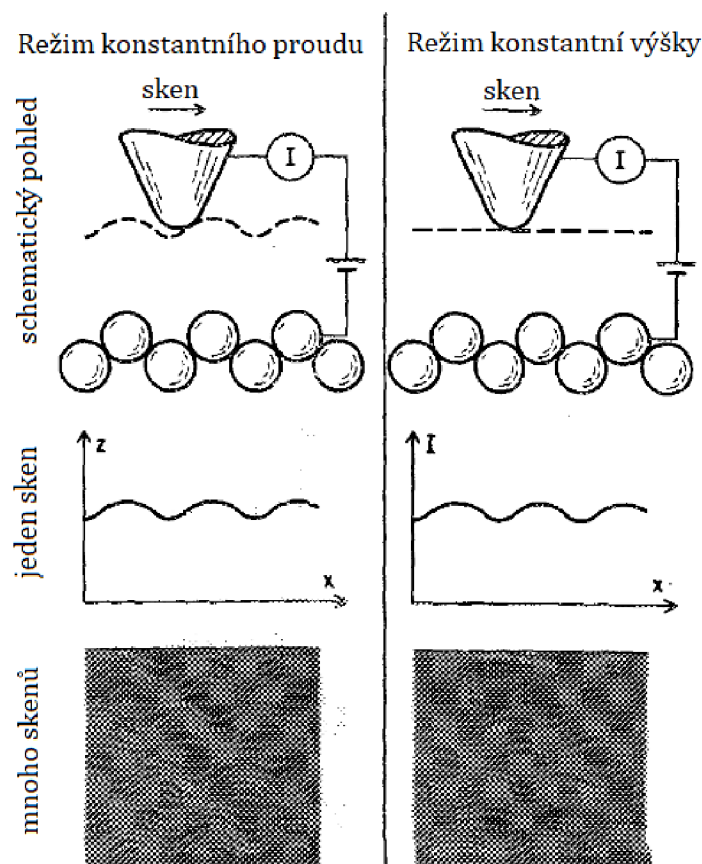 Režim konstantního proudu
Režim konstantní výšky
schematický pohled
sken
I
sken
I
jeden sken
z
x
I
x
mnoho skenů